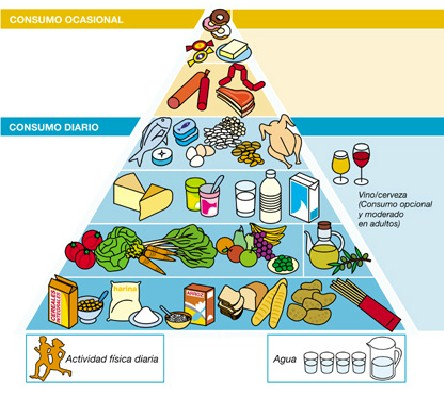 CONSUMO OCASIONAL
CONSUMO DIARIO
Vino/cerveza
(Consumo opcional
y moderado
en adultos)
CEREALES
INTEGRALES
harina
Actividad física diaria
Agua